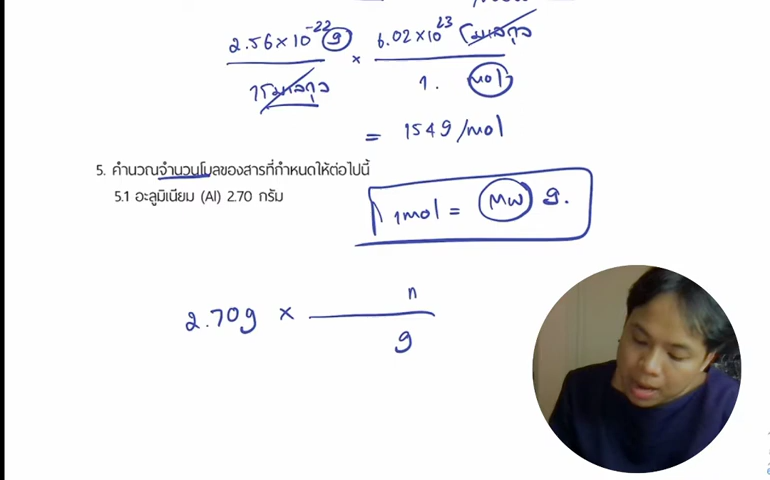 2.56×10⁻²² g × 6.02×10²³ โมเลกุล
1 โมเลกุล 1. mol
= 154 g/mol
5. คำนวณจำนวนโมลของสารที่กำหนดให้ต่อไปนี้
5.1 อะลูมิเนียม (Al) 2.70 กรัม
1 mol = MW g.
2.70 g × n
g